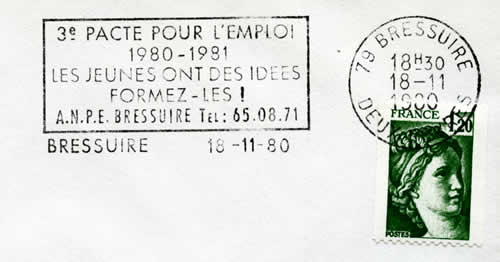 3e PACTE POUR L'EMPLOI
1980-1981
LES JEUNES ONT DES IDEES
FORMEZ-LES !
A.N.P.E. BRESSUIRE Tel: 65.08.71
BRESSUIRE 18-11-80
79 BRESSUIRE
18H30
18-11
1980
FRANCE
1,20
POSTES